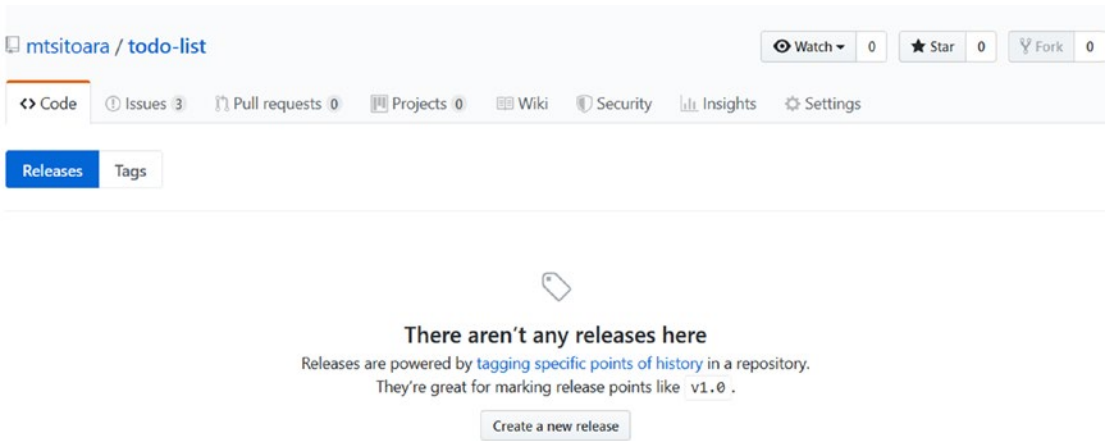 mtsitoara / todo-list
Watch 0 Star 0 Fork 0
Code Issues 3 Pull requests 0 Projects 0 Wiki Security Insights Settings
Releases Tags
There aren't any releases here
Releases are powered by tagging specific points of history in a repository.
They're great for marking release points like v1.0 .
Create a new release